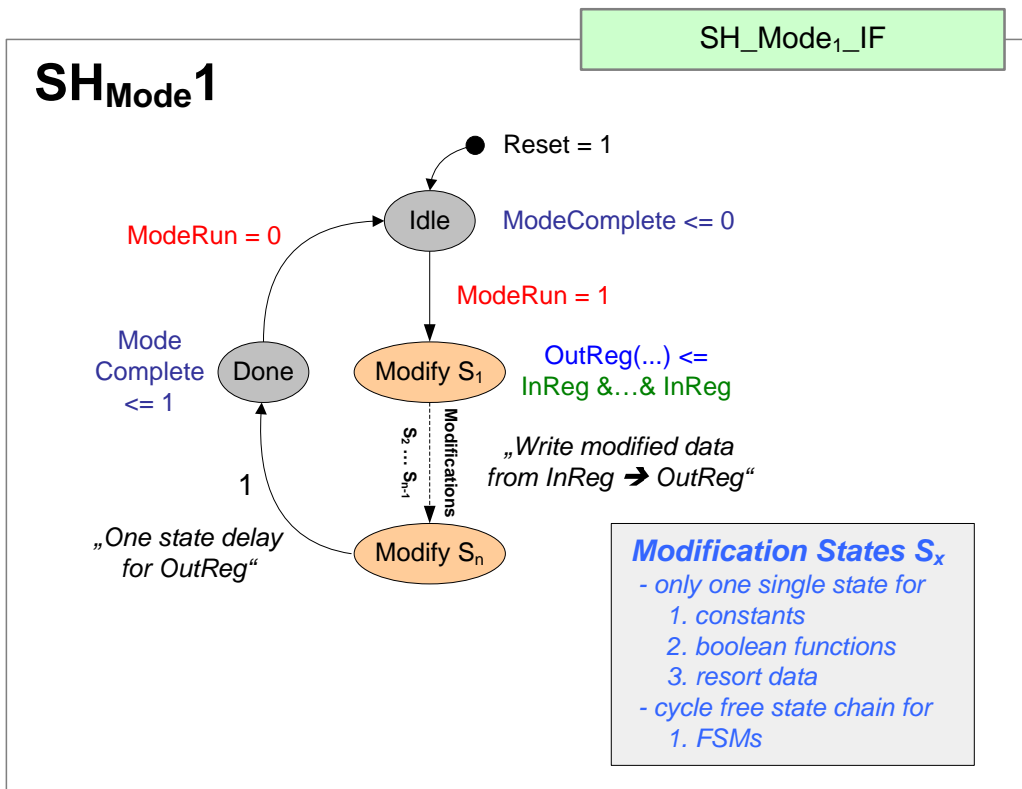 SH_Mode₁_IF
SH_Mode1
Reset = 1
Idle
ModeComplete <= 0
ModeRun = 0
ModeRun = 1
Mode
Complete
<= 1
Done
Modify S₁
OutReg(...) <=
InReg &...& InReg
Modifications
S₂ ... Sₙ₋₁
„Write modified data
from InReg ➔ OutReg“
1
„One state delay
for OutReg“
Modify Sₙ
Modification States Sₓ
- only one single state for
1. constants
2. boolean functions
3. resort data
- cycle free state chain for
1. FSMs